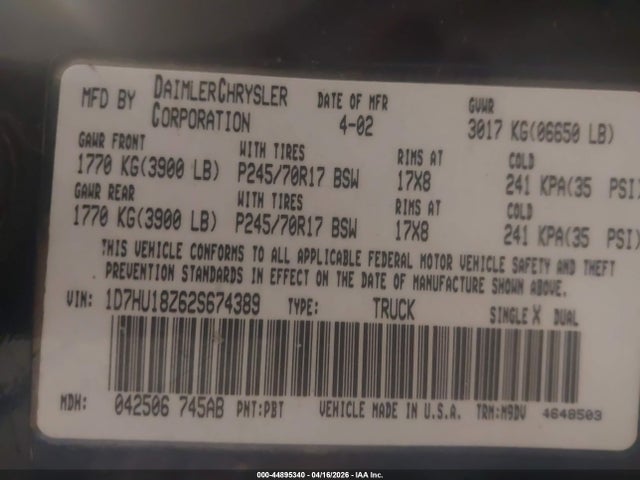 MFD BY DAIMLERCHRYSLER CORPORATION DATE OF MFR 4-02 GVWR 3017 KG(06650 LB)
GAWR FRONT WITH TIRES RIMS AT COLD
1770 KG(3900 LB) P245/70R17 BSW 17X8 241 KPA(35 PSI)
GAWR REAR WITH TIRES RIMS AT COLD
1770 KG(3900 LB) P245/70R17 BSW 17X8 241 KPA(35 PSI)
THIS VEHICLE CONFORMS TO ALL APPLICABLE FEDERAL MOTOR VEHICLE SAFETY AND THEFT
PREVENTION STANDARDS IN EFFECT ON THE DATE OF MANUFACTURE SHOWN ABOVE.
VIN: 1D7HU18Z62S674389 TYPE: TRUCK SINGLE X DUAL
MDH: 042506 745AB PNT:PBT VEHICLE MADE IN U.S.A. TRM:M9DV 4648503
000-44895340 - 04/16/2026 - IAA Inc.